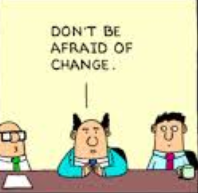 DON'T BE
AFRAID OF
CHANGE.